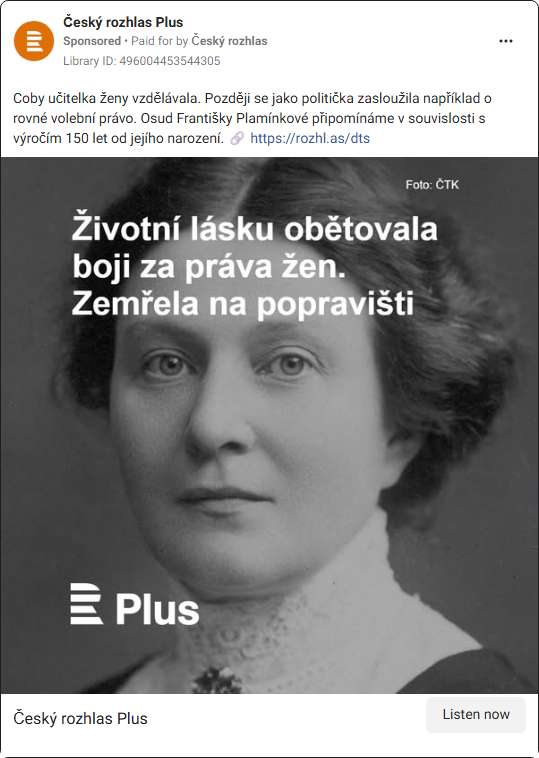 Český rozhlas Plus
Sponsored • Paid for by Český rozhlas
Library ID: 496004453544305
Coby učitelka ženy vzdělávala. Později se jako politička zasloužila například o
rovné volební právo. Osud Františky Plamínkové připomínáme v souvislosti s
výročím 150 let od jejího narození. 🔗 https://rozhl.as/dts
Foto: ČTK
Životní lásku obětovala
boji za práva žen.
Zemřela na popravišti
Plus
Český rozhlas Plus
Listen now